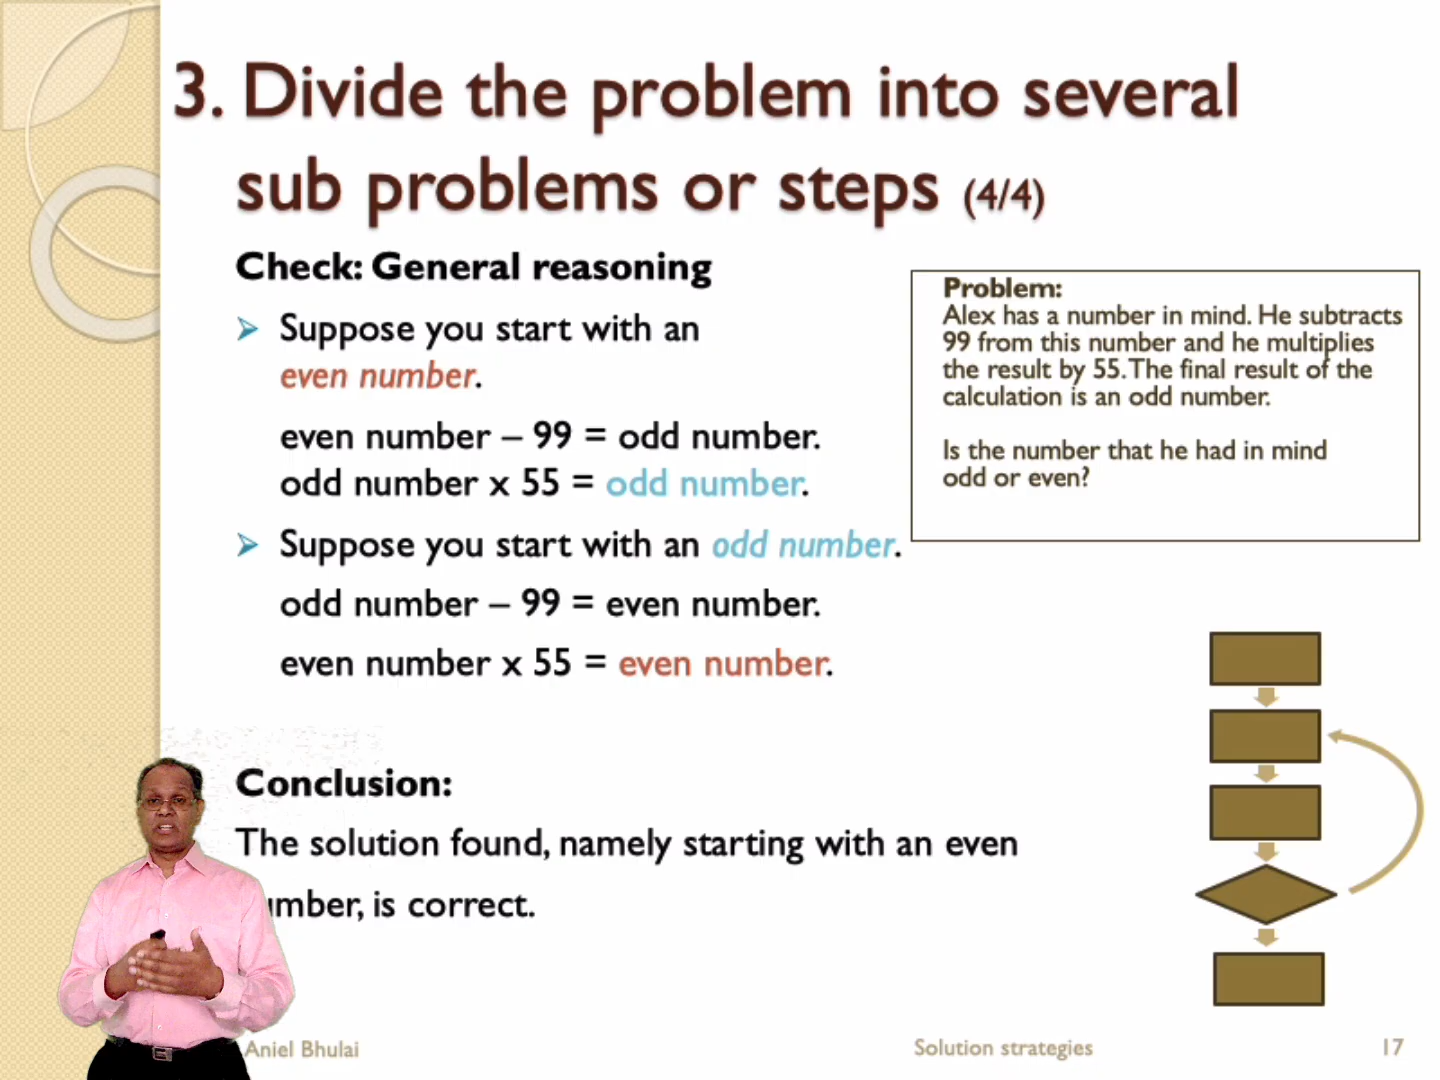 3. Divide the problem into several
sub problems or steps (4/4)
Check: General reasoning
Suppose you start with an
even number.
even number – 99 = odd number.
odd number x 55 = odd number.
Suppose you start with an odd number.
odd number – 99 = even number.
even number x 55 = even number.
Conclusion:
The solution found, namely starting with an even
umber, is correct.
Problem:
Alex has a number in mind. He subtracts
99 from this number and he multiplies
the result by 55. The final result of the
calculation is an odd number.
Is the number that he had in mind
odd or even?
Aniel Bhulai
Solution strategies
17